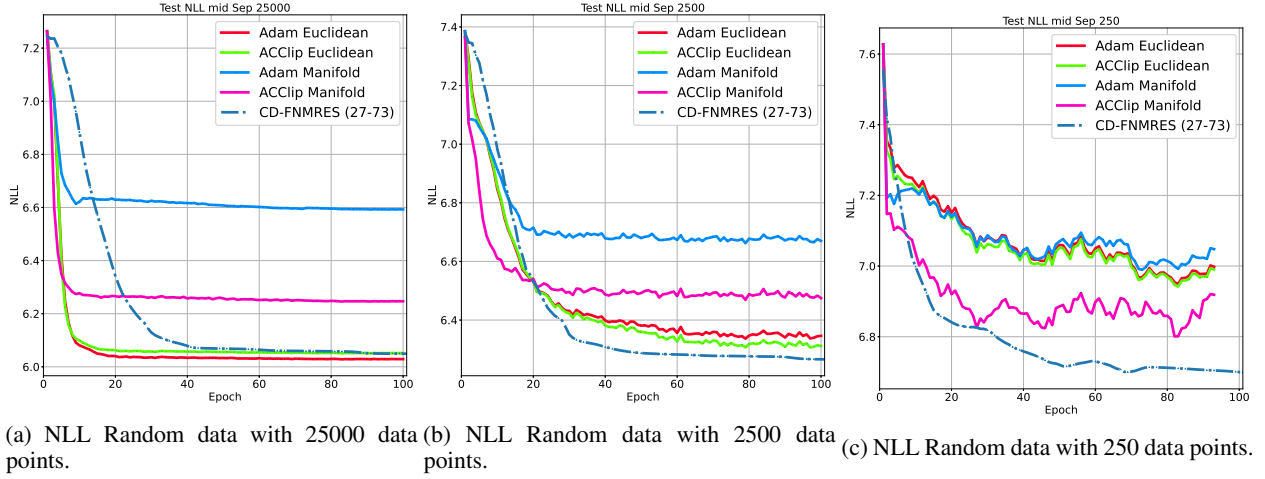 Test NLL mid Sep 25000
NLL
7.2
7.0
6.8
6.6
6.4
6.2
6.0
Adam Euclidean
ACClip Euclidean
Adam Manifold
ACClip Manifold
CD-FNMRES (27-73)
0 20 40 60 80 100
Epoch
(a) NLL Random data with 25000 data
points.
Test NLL mid Sep 2500
NLL
7.4
7.2
7.0
6.8
6.6
6.4
Adam Euclidean
ACClip Euclidean
Adam Manifold
ACClip Manifold
CD-FNMRES (27-73)
0 20 40 60 80 100
Epoch
(b) NLL Random data with 2500 data
points.
Test NLL mid Sep 250
NLL
7.6
7.4
7.2
7.0
6.8
Adam Euclidean
ACClip Euclidean
Adam Manifold
ACClip Manifold
CD-FNMRES (27-73)
0 20 40 60 80 100
Epoch
(c) NLL Random data with 250 data points.